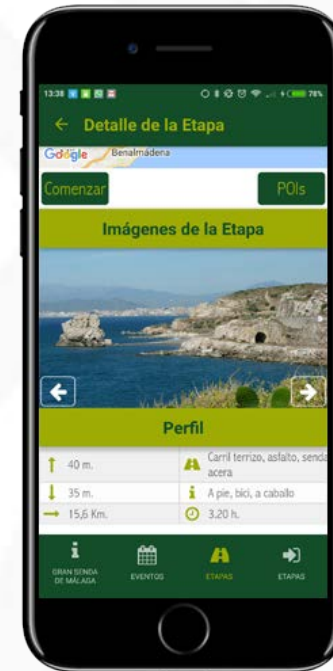 13:38
78%
Detalle de la Etapa
Google
Benalmádena
Comenzar
POIs
Imágenes de la Etapa
Perfil
40 m.
Carril terrizo, asfalto, senda
acera
35 m.
A pie, bici, a caballo
15,6 Km.
3.20 h.
GRAN SENDA
DE MÁLAGA
EVENTOS
ETAPAS
ETAPAS